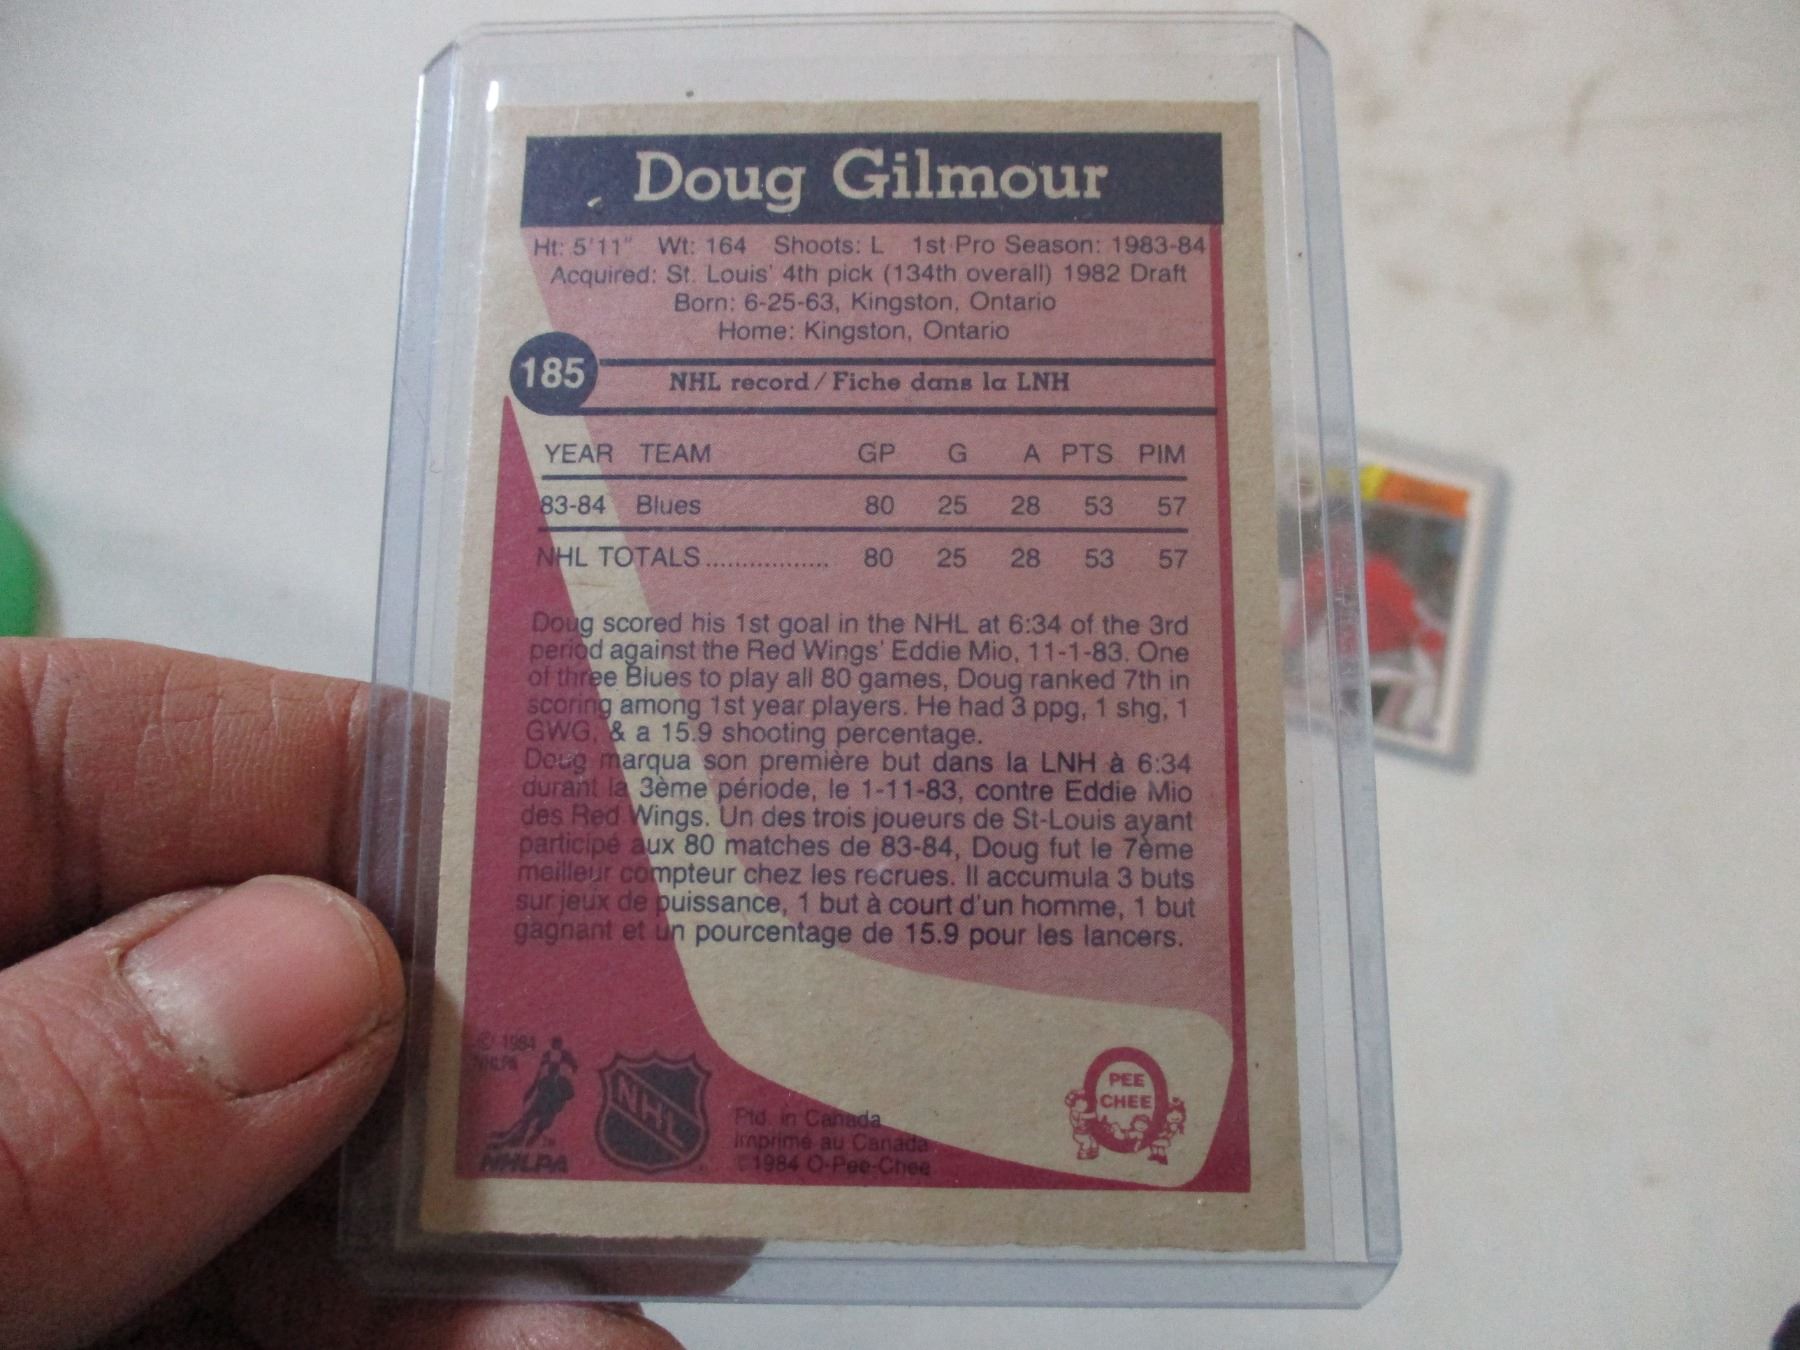 Doug Gilmour
Ht: 5'11" Wt: 164 Shoots: L 1st Pro Season: 1983-84
Acquired: St. Louis' 4th pick (134th overall) 1982 Draft
Born: 6-25-63, Kingston, Ontario
Home: Kingston, Ontario
185
NHL record / Fiche dans la LNH
YEAR TEAM GP G A PTS PIM
83-84 Blues 80 25 28 53 57
NHL TOTALS.................. 80 25 28 53 57
Doug scored his 1st goal in the NHL at 6:34 of the 3rd
period against the Red Wings' Eddie Mio, 11-1-83. One
of three Blues to play all 80 games, Doug ranked 7th in
scoring among 1st year players. He had 3 ppg, 1 shg, 1
GWG, & a 15.9 shooting percentage.
Doug marqua son première but dans la LNH à 6:34
durant la 3ème période, le 1-11-83, contre Eddie Mio
des Red Wings. Un des trois joueurs de St-Louis ayant
participé aux 80 matches de 83-84, Doug fut le 7ème
meilleur compteur chez les recrues. Il accumula 3 buts
sur jeux de puissance, 1 but à court d'un homme, 1 but
gagnant et un pourcentage de 15.9 pour les lancers.
© 1984
NHLPA
NHLPA
NHL
Ptd. in Canada
Imprimé au Canada
©1984 O-Pee-Chee
PEE
CHEE